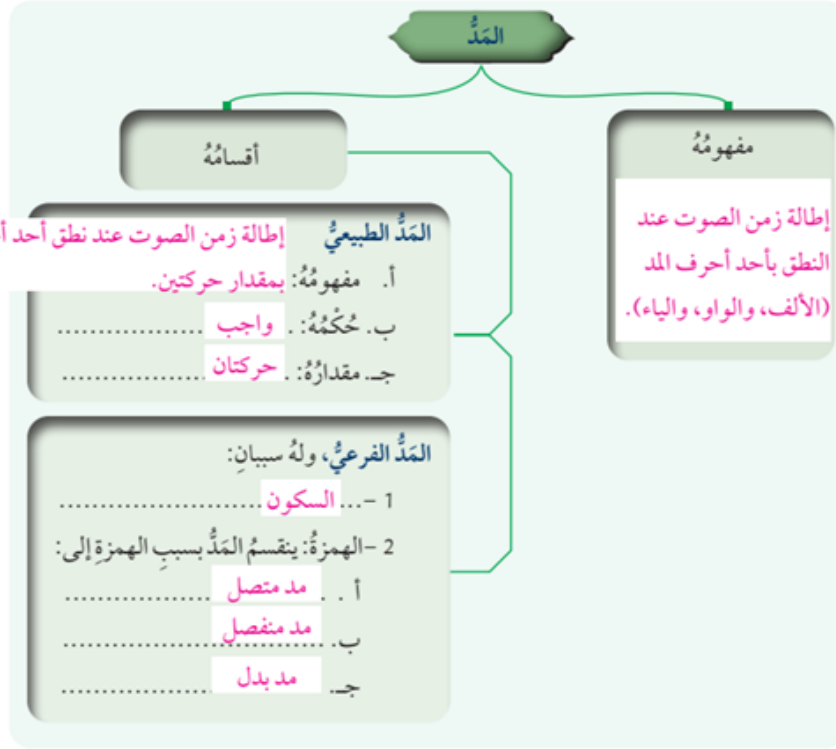 المَدُّ
مفهومُهُ
إطالة زمن الصوت عند
النطق بأحد أحرف المد
(الألف، والواو، والياء).
أقسامُهُ
المَدُّ الطبيعيُّ إطالة زمن الصوت عند نطق أحد أ
أ. مفهومُهُ: بمقدار حركتين.
ب. حُكْمُهُ: . واجب ..................
جـ. مقدارُهُ: . حركتان ..................
المَدُّ الفرعيُّ، ولهُ سببانِ:
1 –... السكون .........................
2 –الهمزةُ: ينقسمُ المَدُّ بسببِ الهمزةِ إلى:
أ . . مد متصل ..................
ب. مد منفصل ..................
جـ. مد بدل ..................